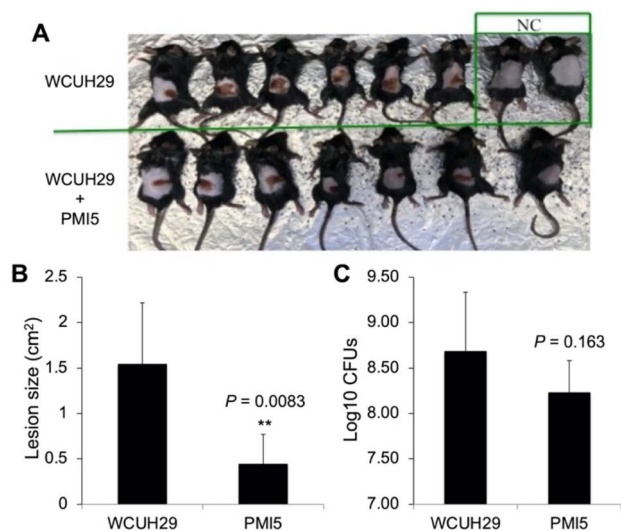 A
NC
WCUH29
WCUH29
+
PMI5
B
Lesion size (cm²)
2.5
2
1.5
1
0.5
0
P = 0.0083
**
WCUH29
PMI5
C
Log10 CFUs
9.50
9.00
8.50
8.00
7.50
7.00
P = 0.163
WCUH29
PMI5